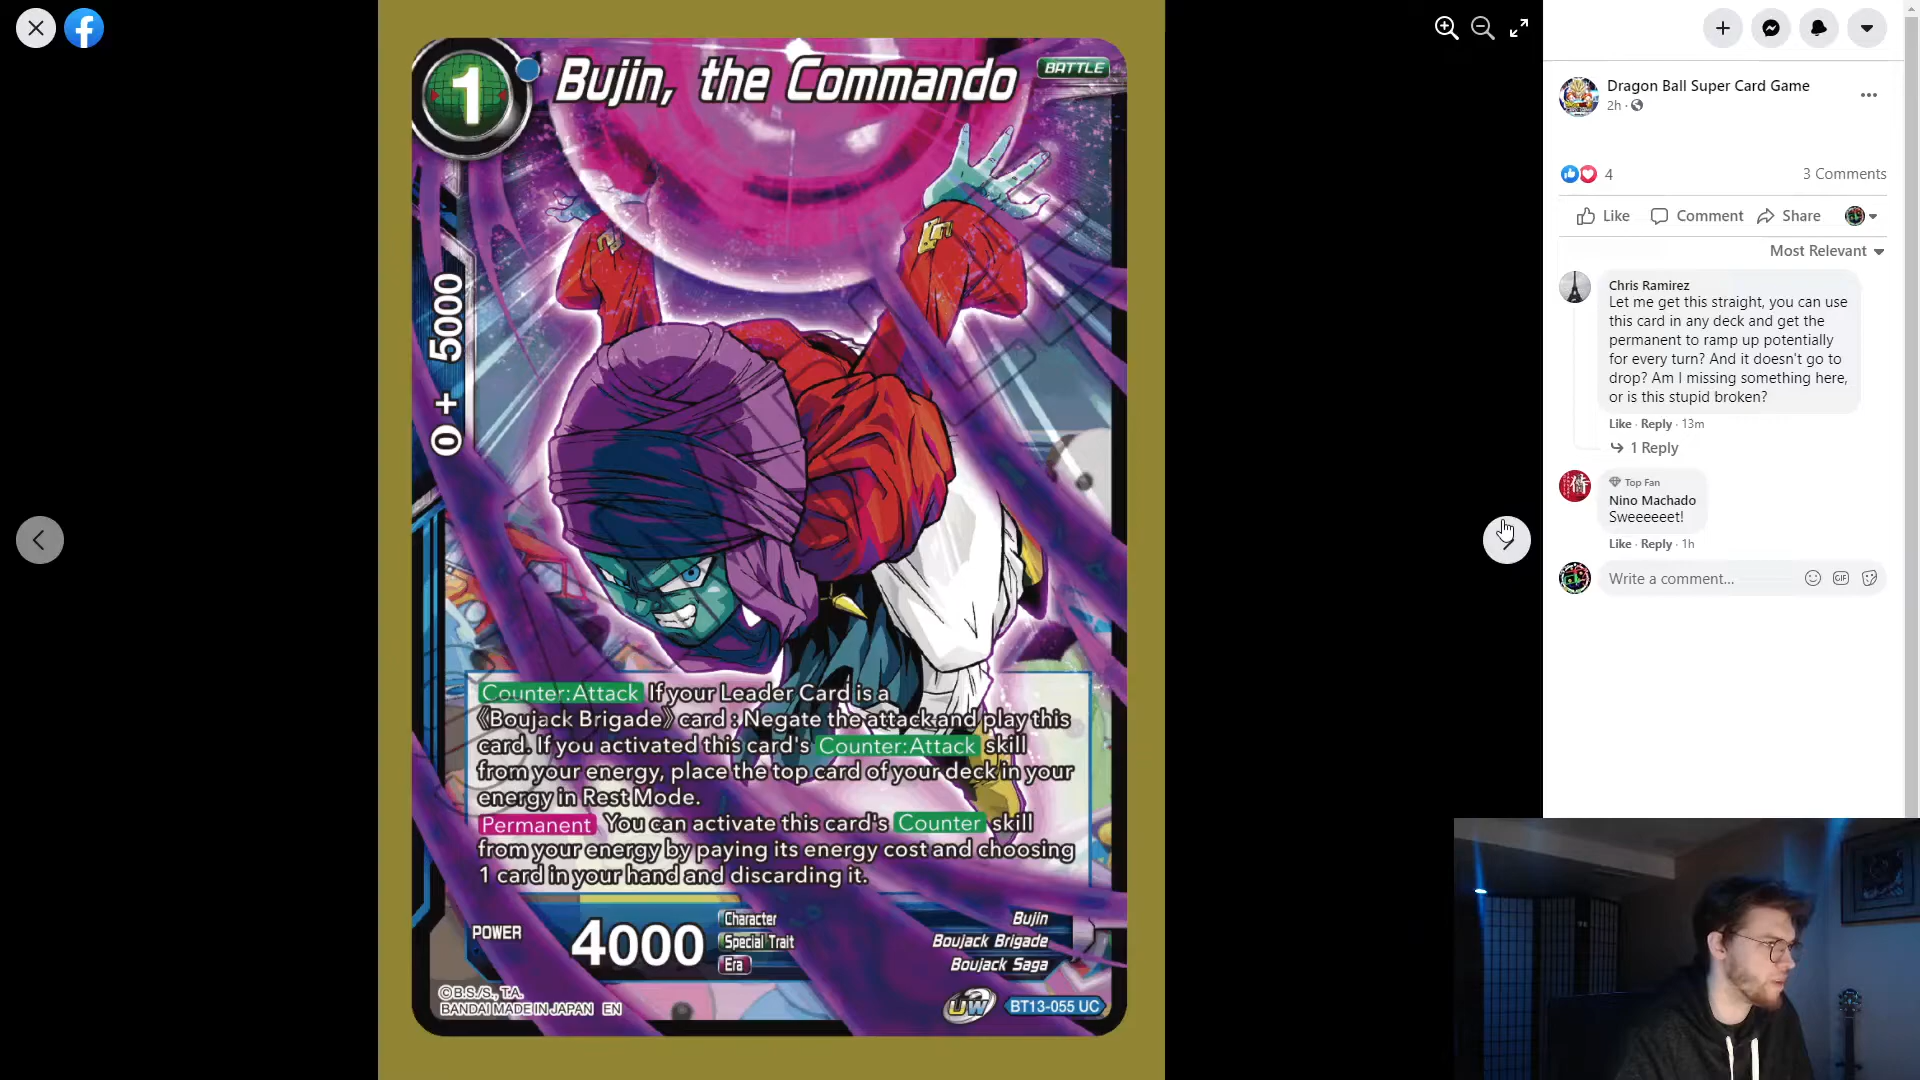 1
Bujin, the Commando
BATTLE
0 + 5000
Counter:Attack If your Leader Card is a
《Boujack Brigade》 card : Negate the attack and play this
card. If you activated this card's Counter:Attack skill
from your energy, place the top card of your deck in your
energy in Rest Mode.
Permanent You can activate this card's Counter skill
from your energy by paying its energy cost and choosing
1 card in your hand and discarding it.
POWER
4000
Character
Bujin
Special Trait
Boujack Brigade
Era
Boujack Saga
©B.S./S., T.A.
BANDAI MADE IN JAPAN EN
UW
BT13-055 UC
Dragon Ball Super Card Game
2h ·
4
3 Comments
Like
Comment
Share
Most Relevant
Chris Ramirez
Let me get this straight, you can use
this card in any deck and get the
permanent to ramp up potentially
for every turn? And it doesn't go to
drop? Am I missing something here,
or is this stupid broken?
Like · Reply · 13m
1 Reply
Top Fan
Nino Machado
Sweeeeeet!
Like · Reply · 1h
Write a comment...
GIF